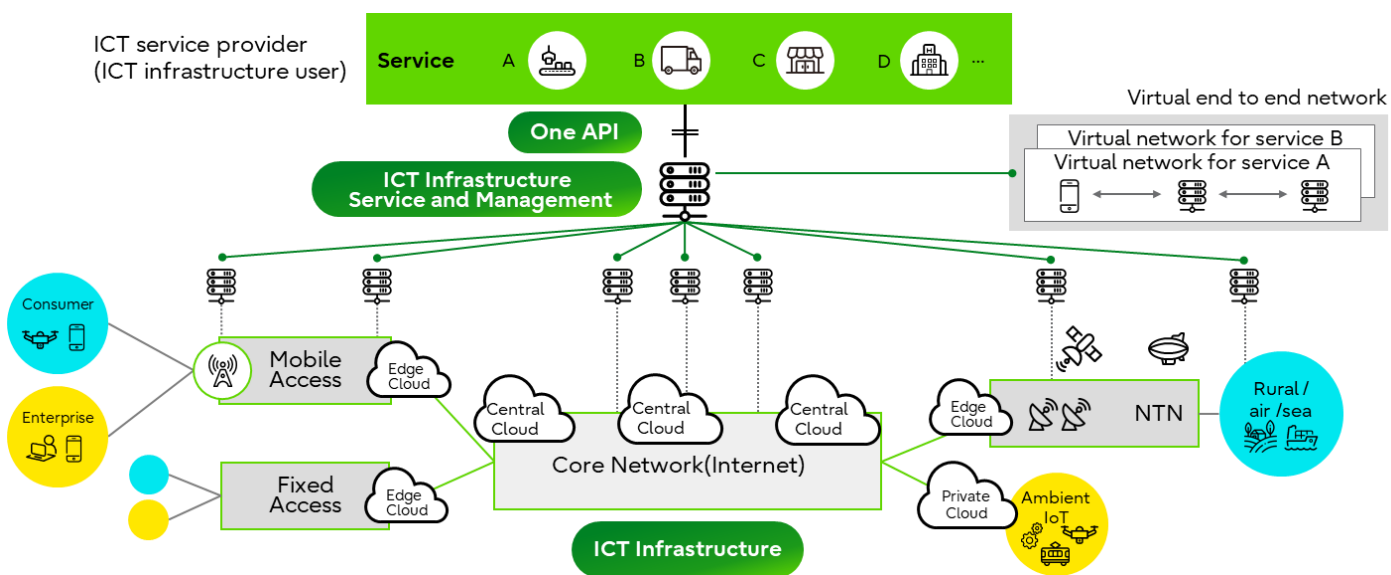 ICT service provider
(ICT infrastructure user)
Service
A
B
C
D
H
...
One API
ICT Infrastructure
Service and Management
Virtual end to end network
Virtual network for service B
Virtual network for service A
Consumer
Enterprise
Mobile
Access
Edge
Cloud
Fixed
Access
Edge
Cloud
Central
Cloud
Central
Cloud
Central
Cloud
Core Network(Internet)
ICT Infrastructure
Edge
Cloud
NTN
Rural /
air /sea
Private
Cloud
Ambient
IoT